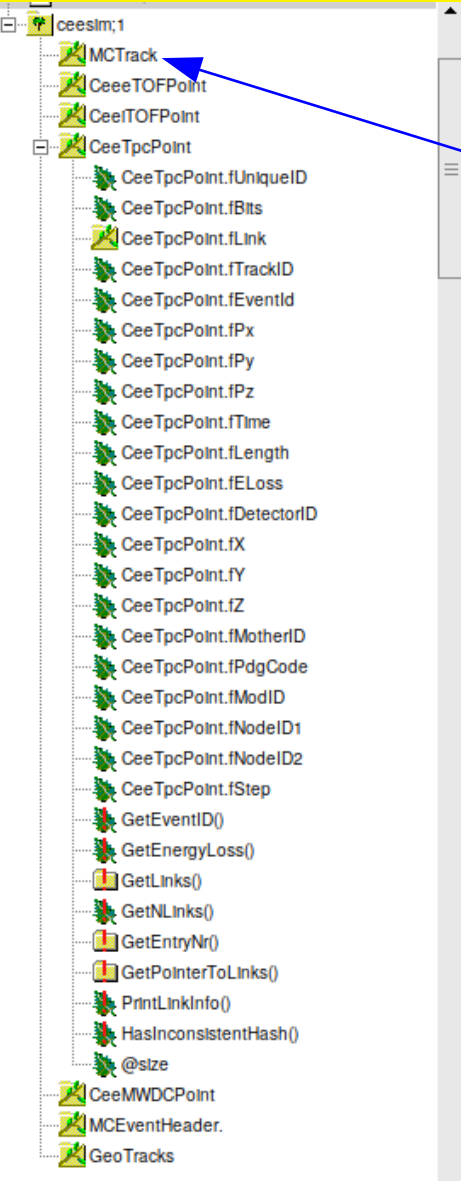 ceesim;1
MCTrack
CeeeTOFPoint
CeeiTOFPoint
CeeTpcPoint
CeeTpcPoint.fUniqueID
CeeTpcPoint.fBits
CeeTpcPoint.fLink
CeeTpcPoint.fTrackID
CeeTpcPoint.fEventId
CeeTpcPoint.fPx
CeeTpcPoint.fPy
CeeTpcPoint.fPz
CeeTpcPoint.fTime
CeeTpcPoint.fLength
CeeTpcPoint.fELoss
CeeTpcPoint.fDetectorID
CeeTpcPoint.fX
CeeTpcPoint.fY
CeeTpcPoint.fZ
CeeTpcPoint.fMotherID
CeeTpcPoint.fPdgCode
CeeTpcPoint.fModID
CeeTpcPoint.fNodeID1
CeeTpcPoint.fNodeID2
CeeTpcPoint.fStep
GetEventID()
GetEnergyLoss()
GetLinks()
GetNLinks()
GetEntryNr()
GetPointerToLinks()
PrintLinkInfo()
HasInconsistentHash()
@size
CeeMWDCPoint
MCEventHeader.
GeoTracks